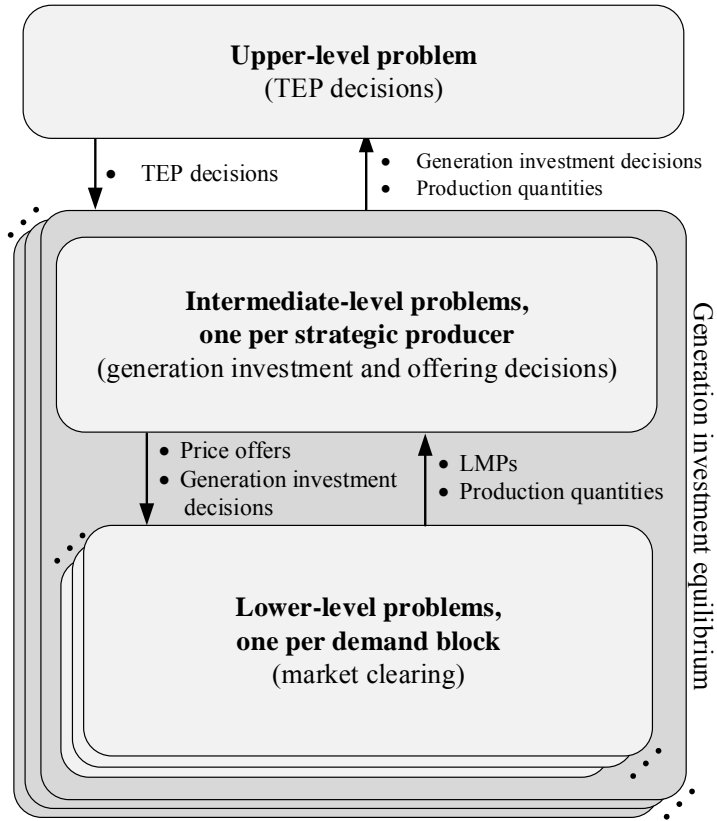 Upper-level problem
(TEP decisions)
• TEP decisions
• Generation investment decisions
• Production quantities
Intermediate-level problems,
one per strategic producer
(generation investment and offering decisions)
• Price offers
• Generation investment
decisions
• LMPs
• Production quantities
Lower-level problems,
one per demand block
(market clearing)
Generation investment equilibrium